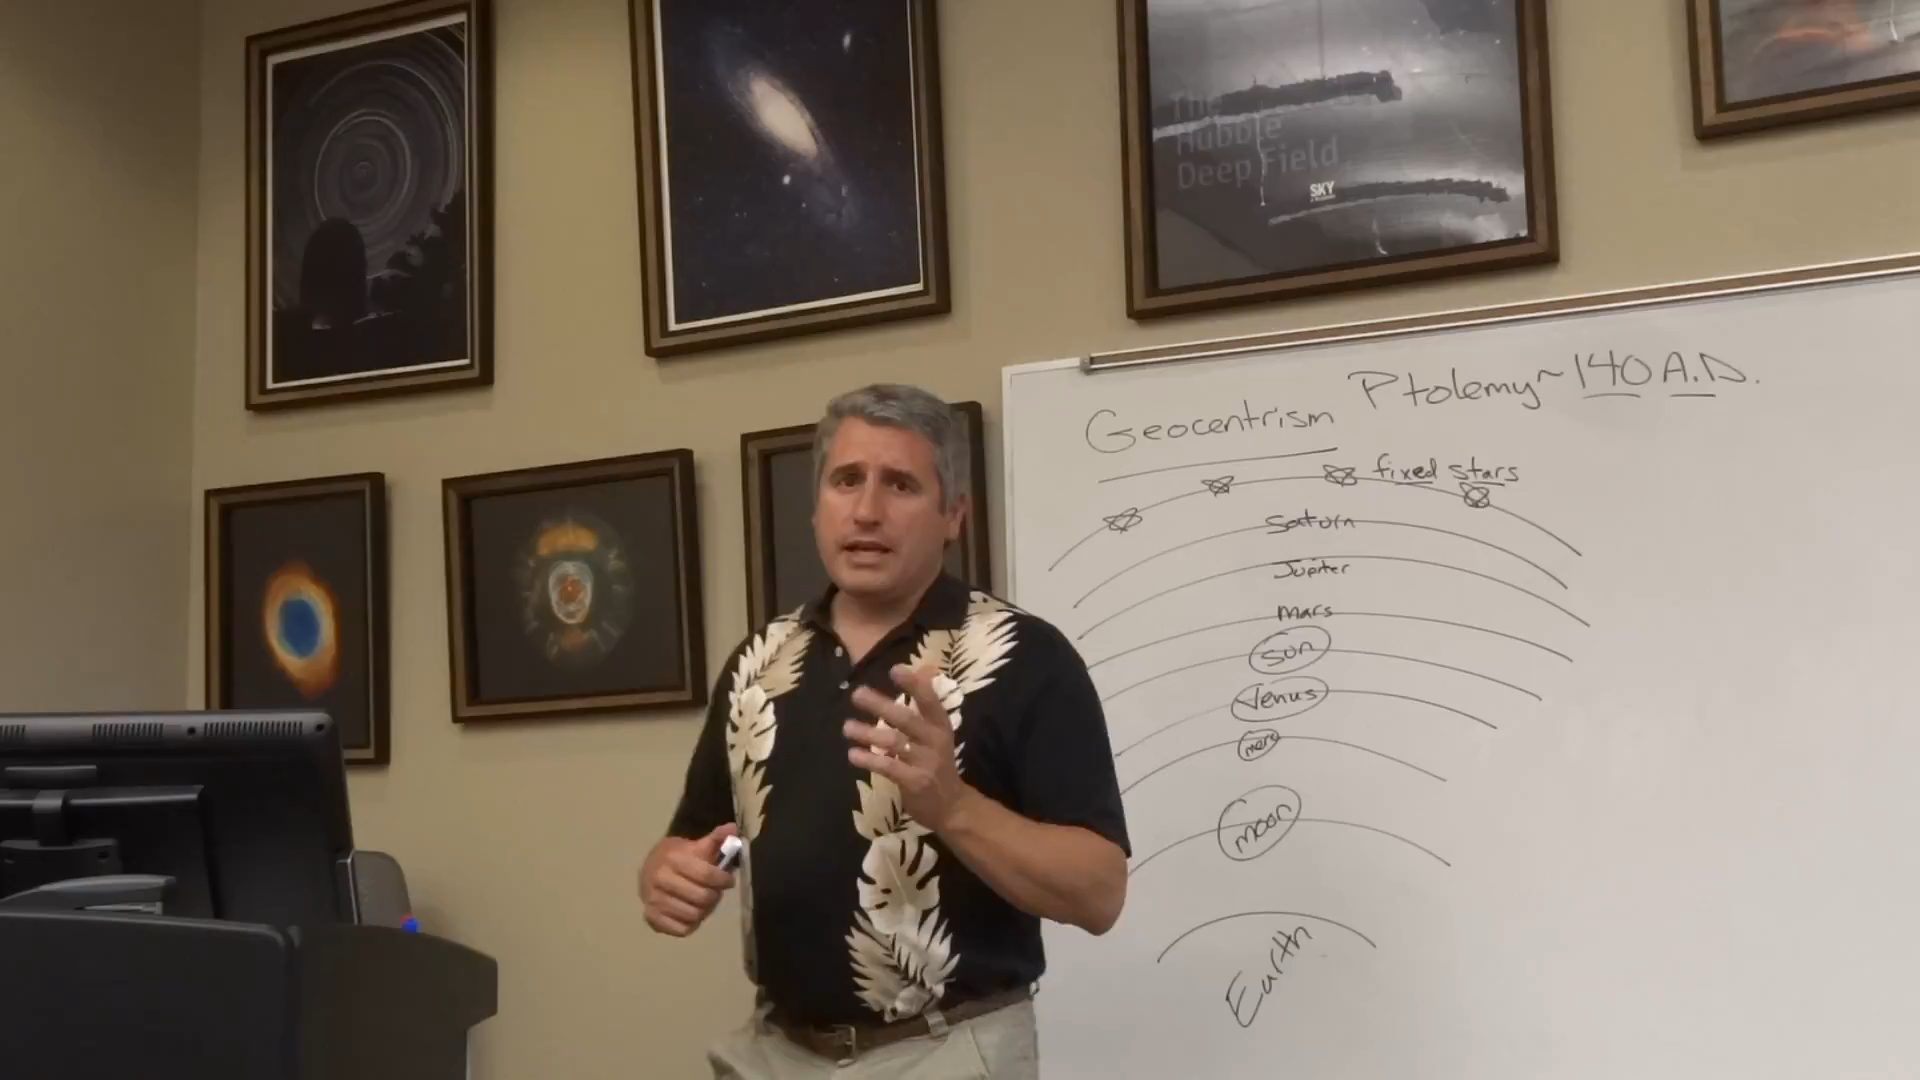 The
Hubble
Deep Field
SKY
Ptolemy ~ 140 A.D.
Geocentrism
fixed stars
Saturn
Jupiter
mars
sun
Venus
merc
moon
Earth